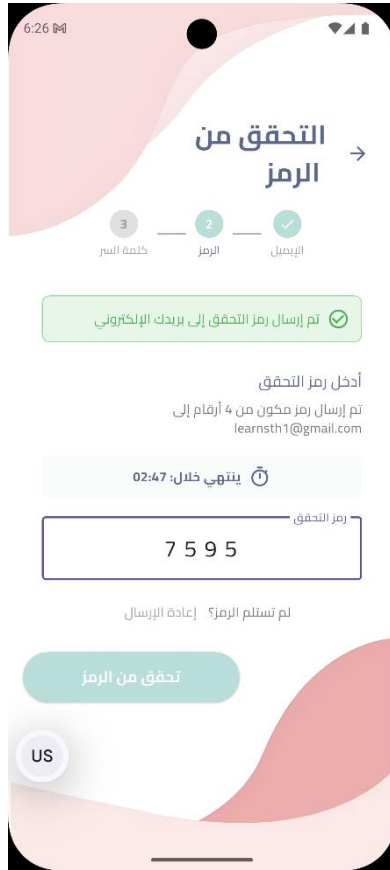 6:26
التحقق من
الرمز
3
2
كلمة السر
الرمز
الإيميل
تم إرسال رمز التحقق إلى بريدك الإلكتروني
أدخل رمز التحقق
تم إرسال رمز مكون من 4 أرقام إلى
learnsth1@gmail.com
ينتهي خلال: 02:47
رمز التحقق
7595
لم تستلم الرمز؟ إعادة الإرسال
تحقق من الرمز
US